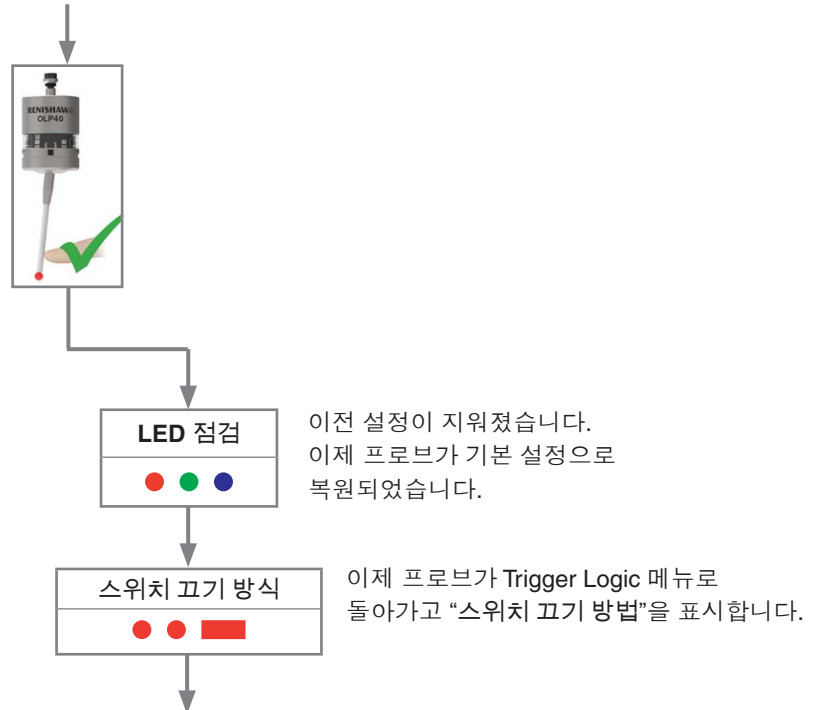 RENISHAW
OLP40
LED 점검
이전 설정이 지워졌습니다.
이제 프로브가 기본 설정으로
복원되었습니다.
스위치 끄기 방식
이제 프로브가 Trigger Logic 메뉴로
돌아가고 “스위치 끄기 방법”을 표시합니다.